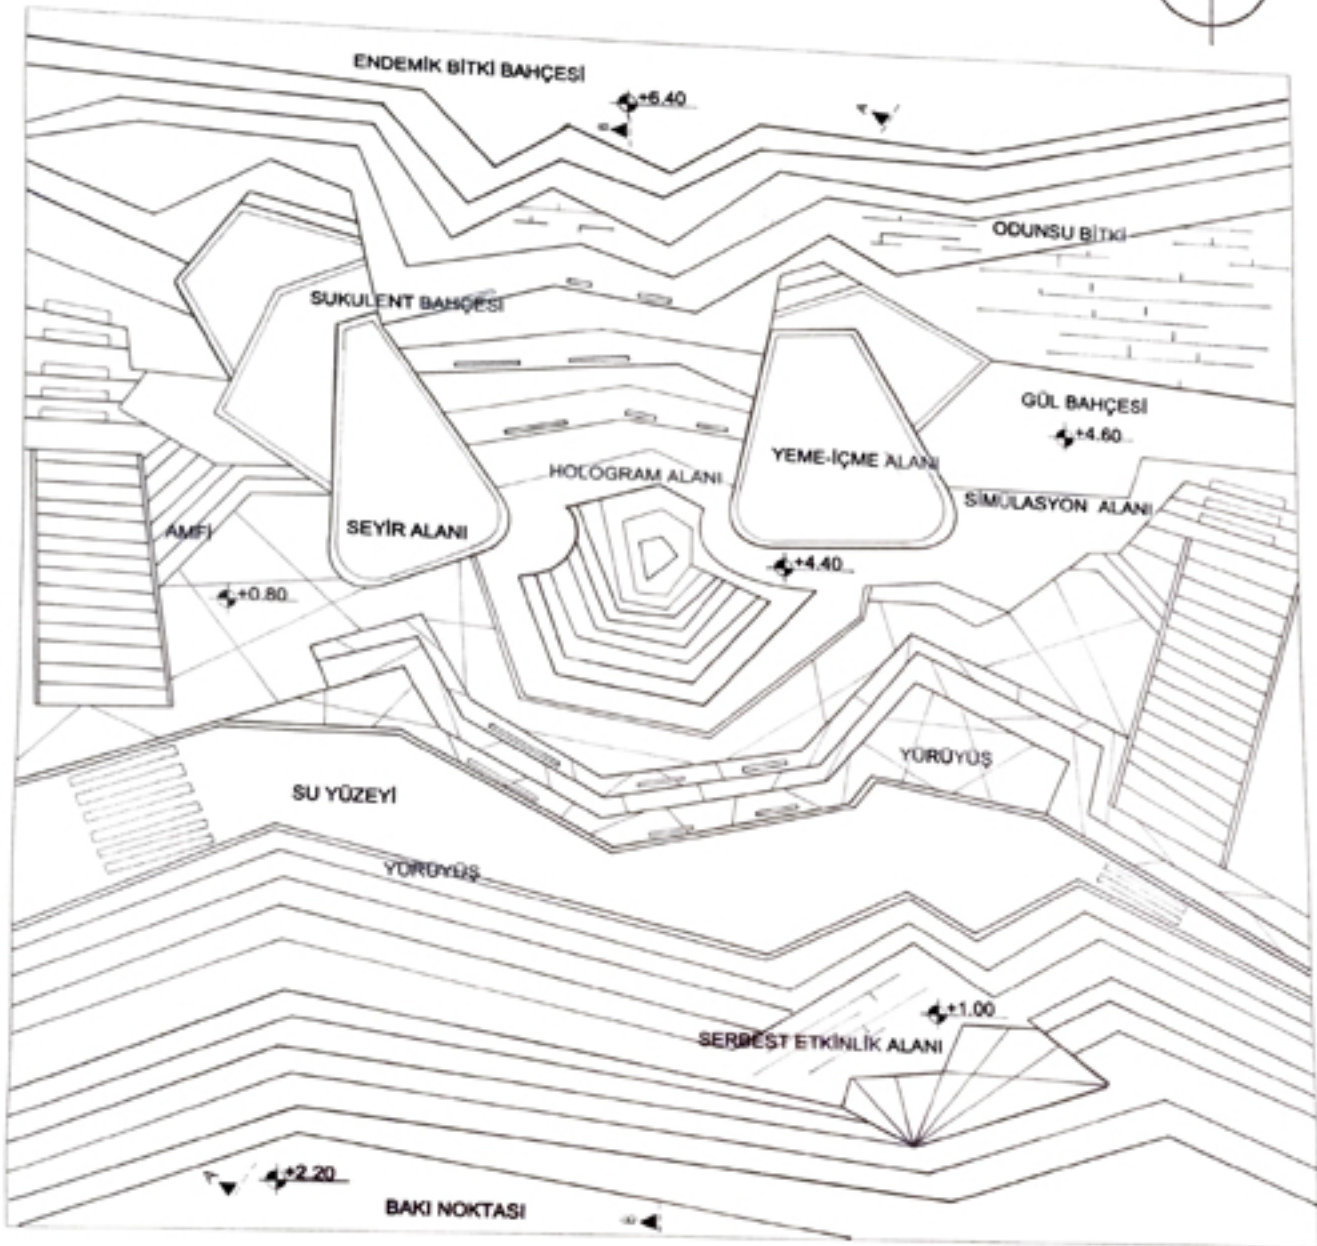 ENDEMİK BİTKİ BAHÇESİ
+6.40
B
A
ODUNSU BİTKİ
SUKULENT BAHÇESİ
GÜL BAHÇESİ
+4.60
YEME-İÇME ALANI
HOLOGRAM ALANI
SİMÜLASYON ALANI
AMFİ
SEYİR ALANI
+4.40
+0.80
YÜRÜYÜŞ
SU YÜZEYİ
YÜRÜYÜŞ
+1.00
SERBEST ETKİNLİK ALANI
A
+2.20
BAKI NOKTASI
B